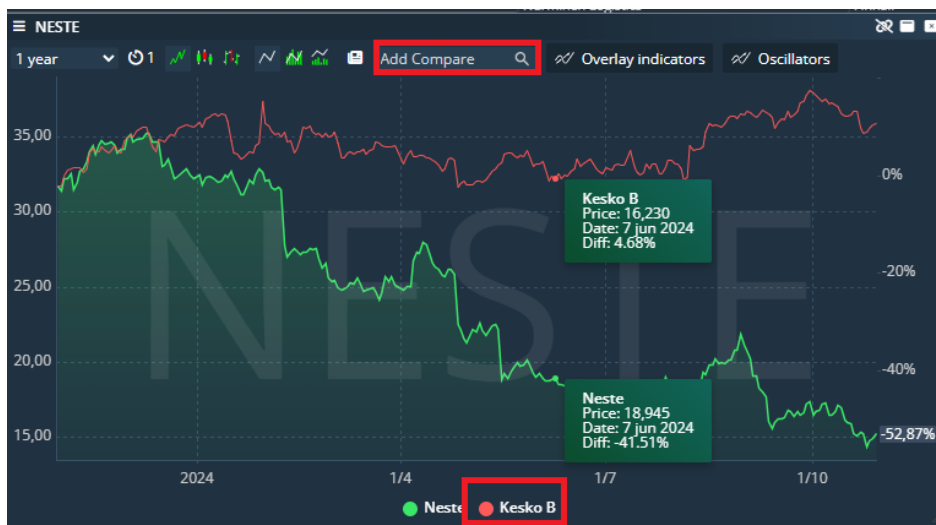 NESTE
1 year
1
Add Compare
Overlay indicators
Oscillators
35,00
30,00
25,00
20,00
15,00
0%
-20%
-40%
-52,87%
NESTE
Kesko B
Price: 16,230
Date: 7 jun 2024
Diff: 4.68%
Neste
Price: 18,945
Date: 7 jun 2024
Diff: -41.51%
2024
1/4
1/7
1/10
Neste
Kesko B